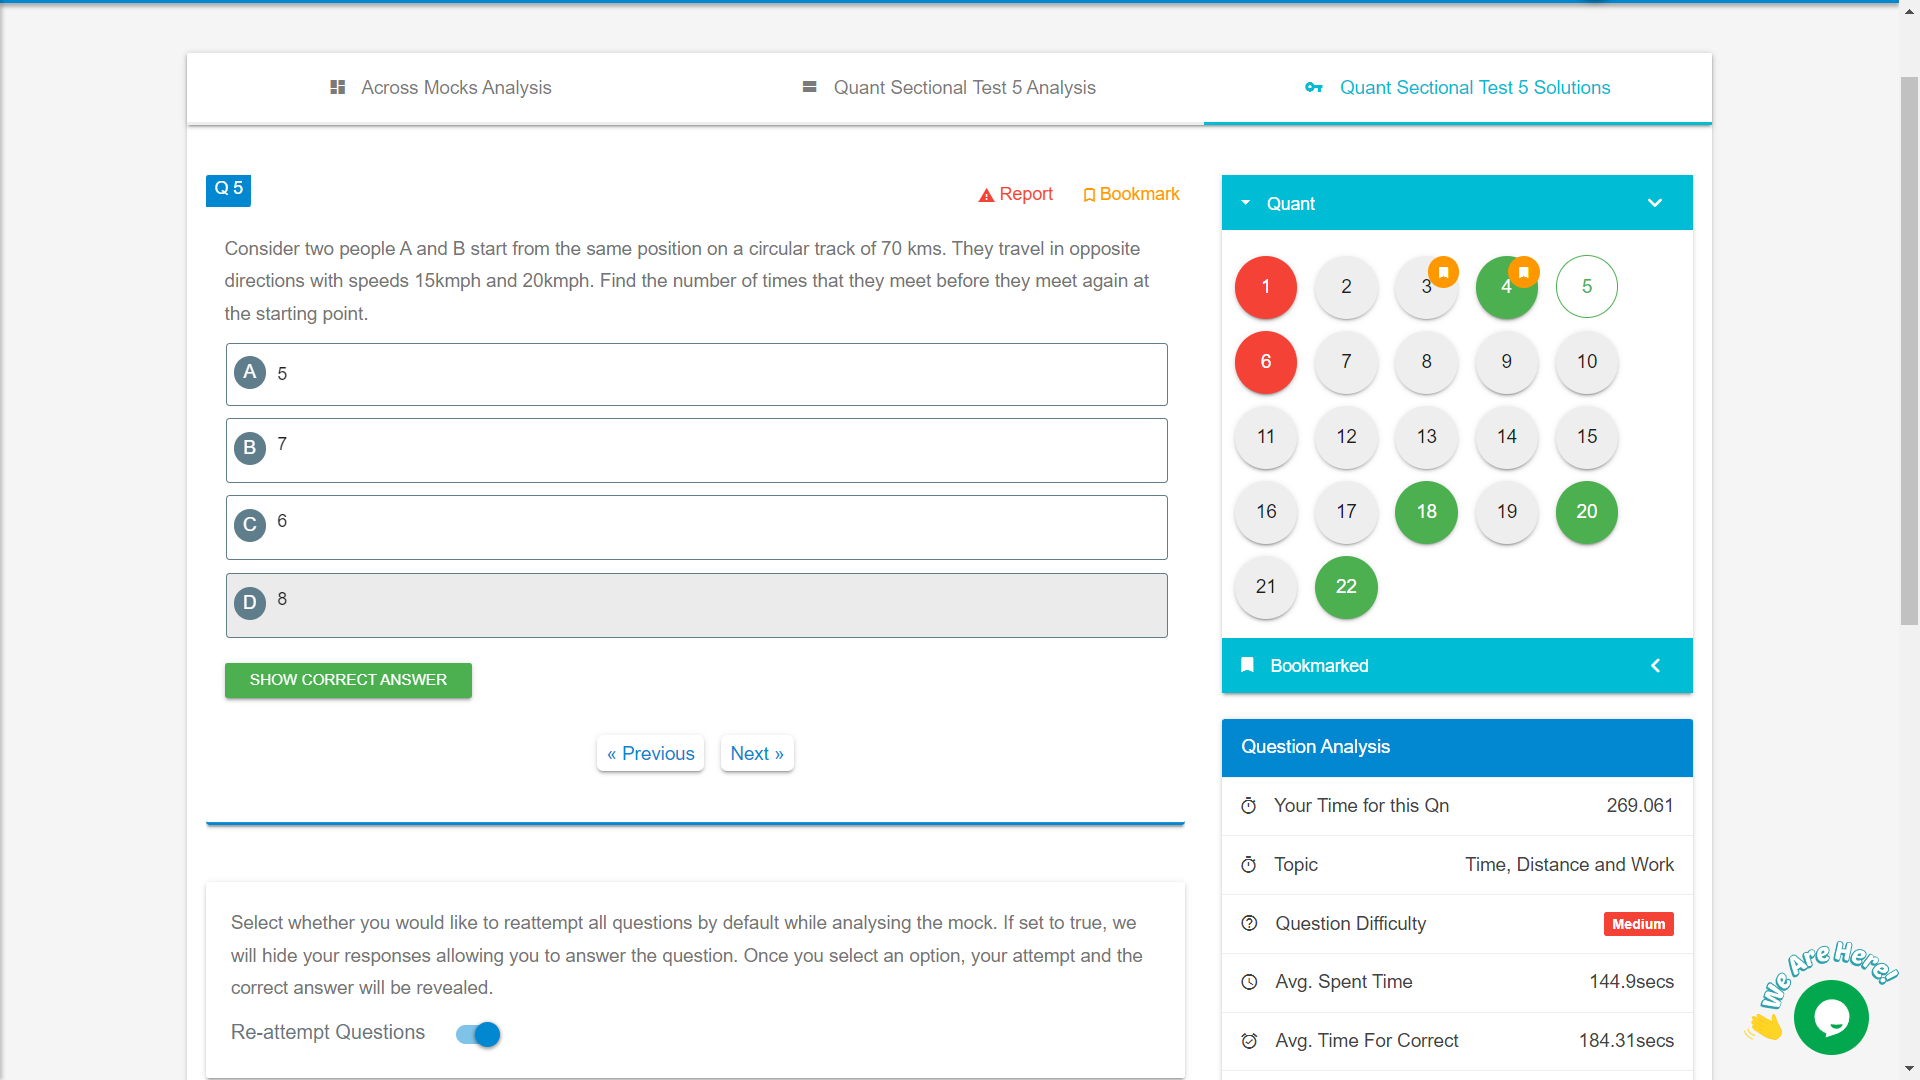 Across Mocks Analysis
Quant Sectional Test 5 Analysis
Quant Sectional Test 5 Solutions
Q 5
Report
Bookmark
Consider two people A and B start from the same position on a circular track of 70 kms. They travel in opposite
directions with speeds 15kmph and 20kmph. Find the number of times that they meet before they meet again at
the starting point.
A 5
B 7
C 6
D 8
SHOW CORRECT ANSWER
« Previous
Next »
Select whether you would like to reattempt all questions by default while analysing the mock. If set to true, we
will hide your responses allowing you to answer the question. Once you select an option, your attempt and the
correct answer will be revealed.
Re-attempt Questions
Quant
1 2 3 4 5
6 7 8 9 10
11 12 13 14 15
16 17 18 19 20
21 22
Bookmarked
Question Analysis
Your Time for this Qn 269.061
Topic Time, Distance and Work
Question Difficulty Medium
Avg. Spent Time 144.9secs
Avg. Time For Correct 184.31secs
We Are Here!